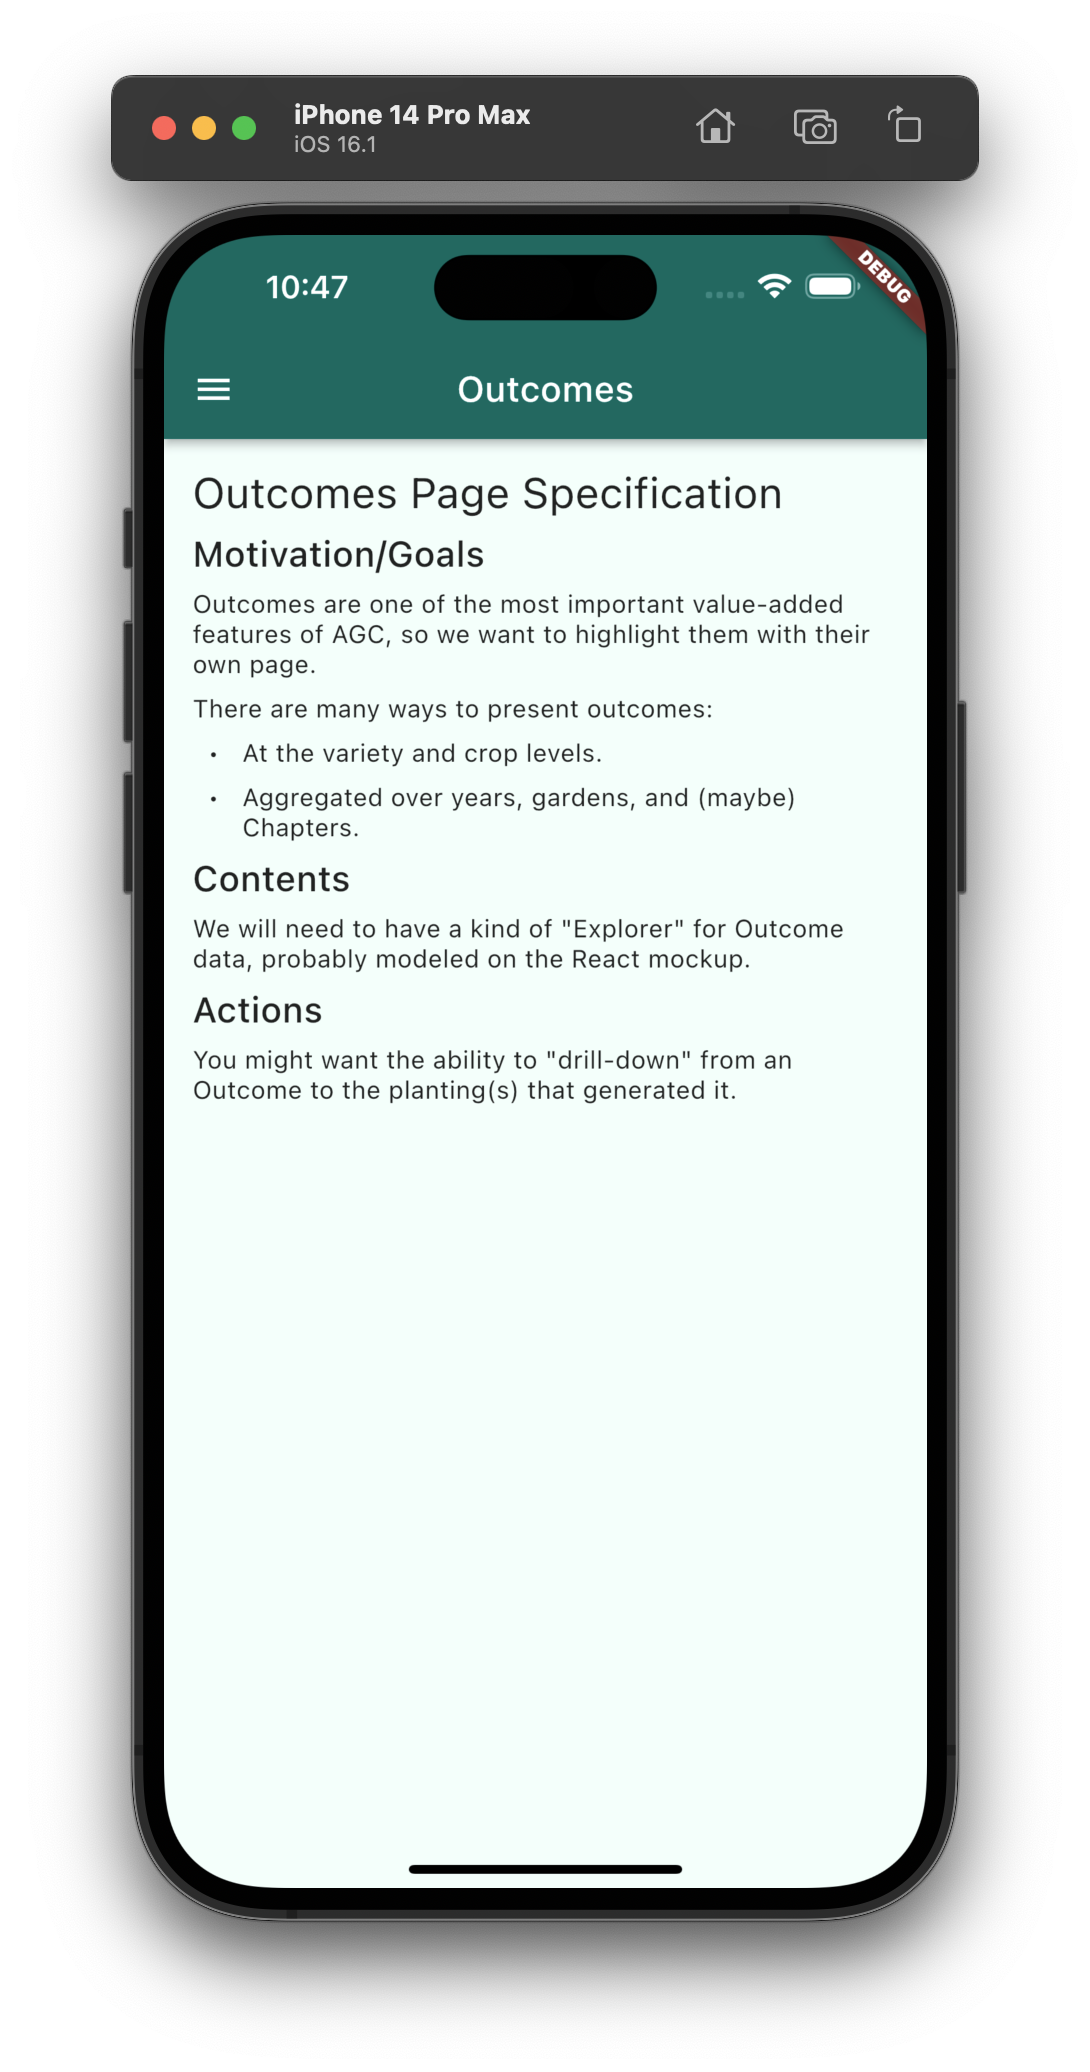 iPhone 14 Pro Max
iOS 16.1
10:47
DEBUG
Outcomes
Outcomes Page Specification
Motivation/Goals
Outcomes are one of the most important value-added
features of AGC, so we want to highlight them with their
own page.
There are many ways to present outcomes:
• At the variety and crop levels.
• Aggregated over years, gardens, and (maybe)
Chapters.
Contents
We will need to have a kind of "Explorer" for Outcome
data, probably modeled on the React mockup.
Actions
You might want the ability to "drill-down" from an
Outcome to the planting(s) that generated it.